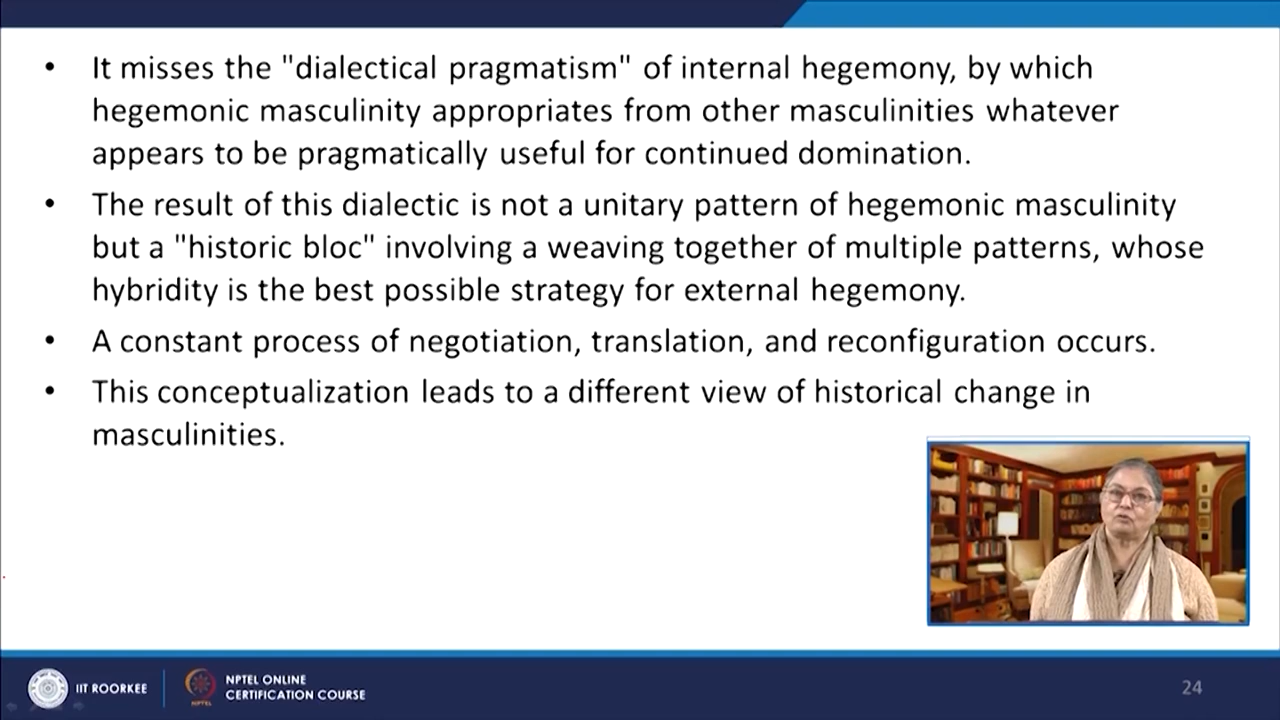 • It misses the "dialectical pragmatism" of internal hegemony, by which
hegemonic masculinity appropriates from other masculinities whatever
appears to be pragmatically useful for continued domination.
• The result of this dialectic is not a unitary pattern of hegemonic masculinity
but a "historic bloc" involving a weaving together of multiple patterns, whose
hybridity is the best possible strategy for external hegemony.
• A constant process of negotiation, translation, and reconfiguration occurs.
• This conceptualization leads to a different view of historical change in
masculinities.
IIT ROORKEE
NPTEL
NPTEL ONLINE
CERTIFICATION COURSE
24